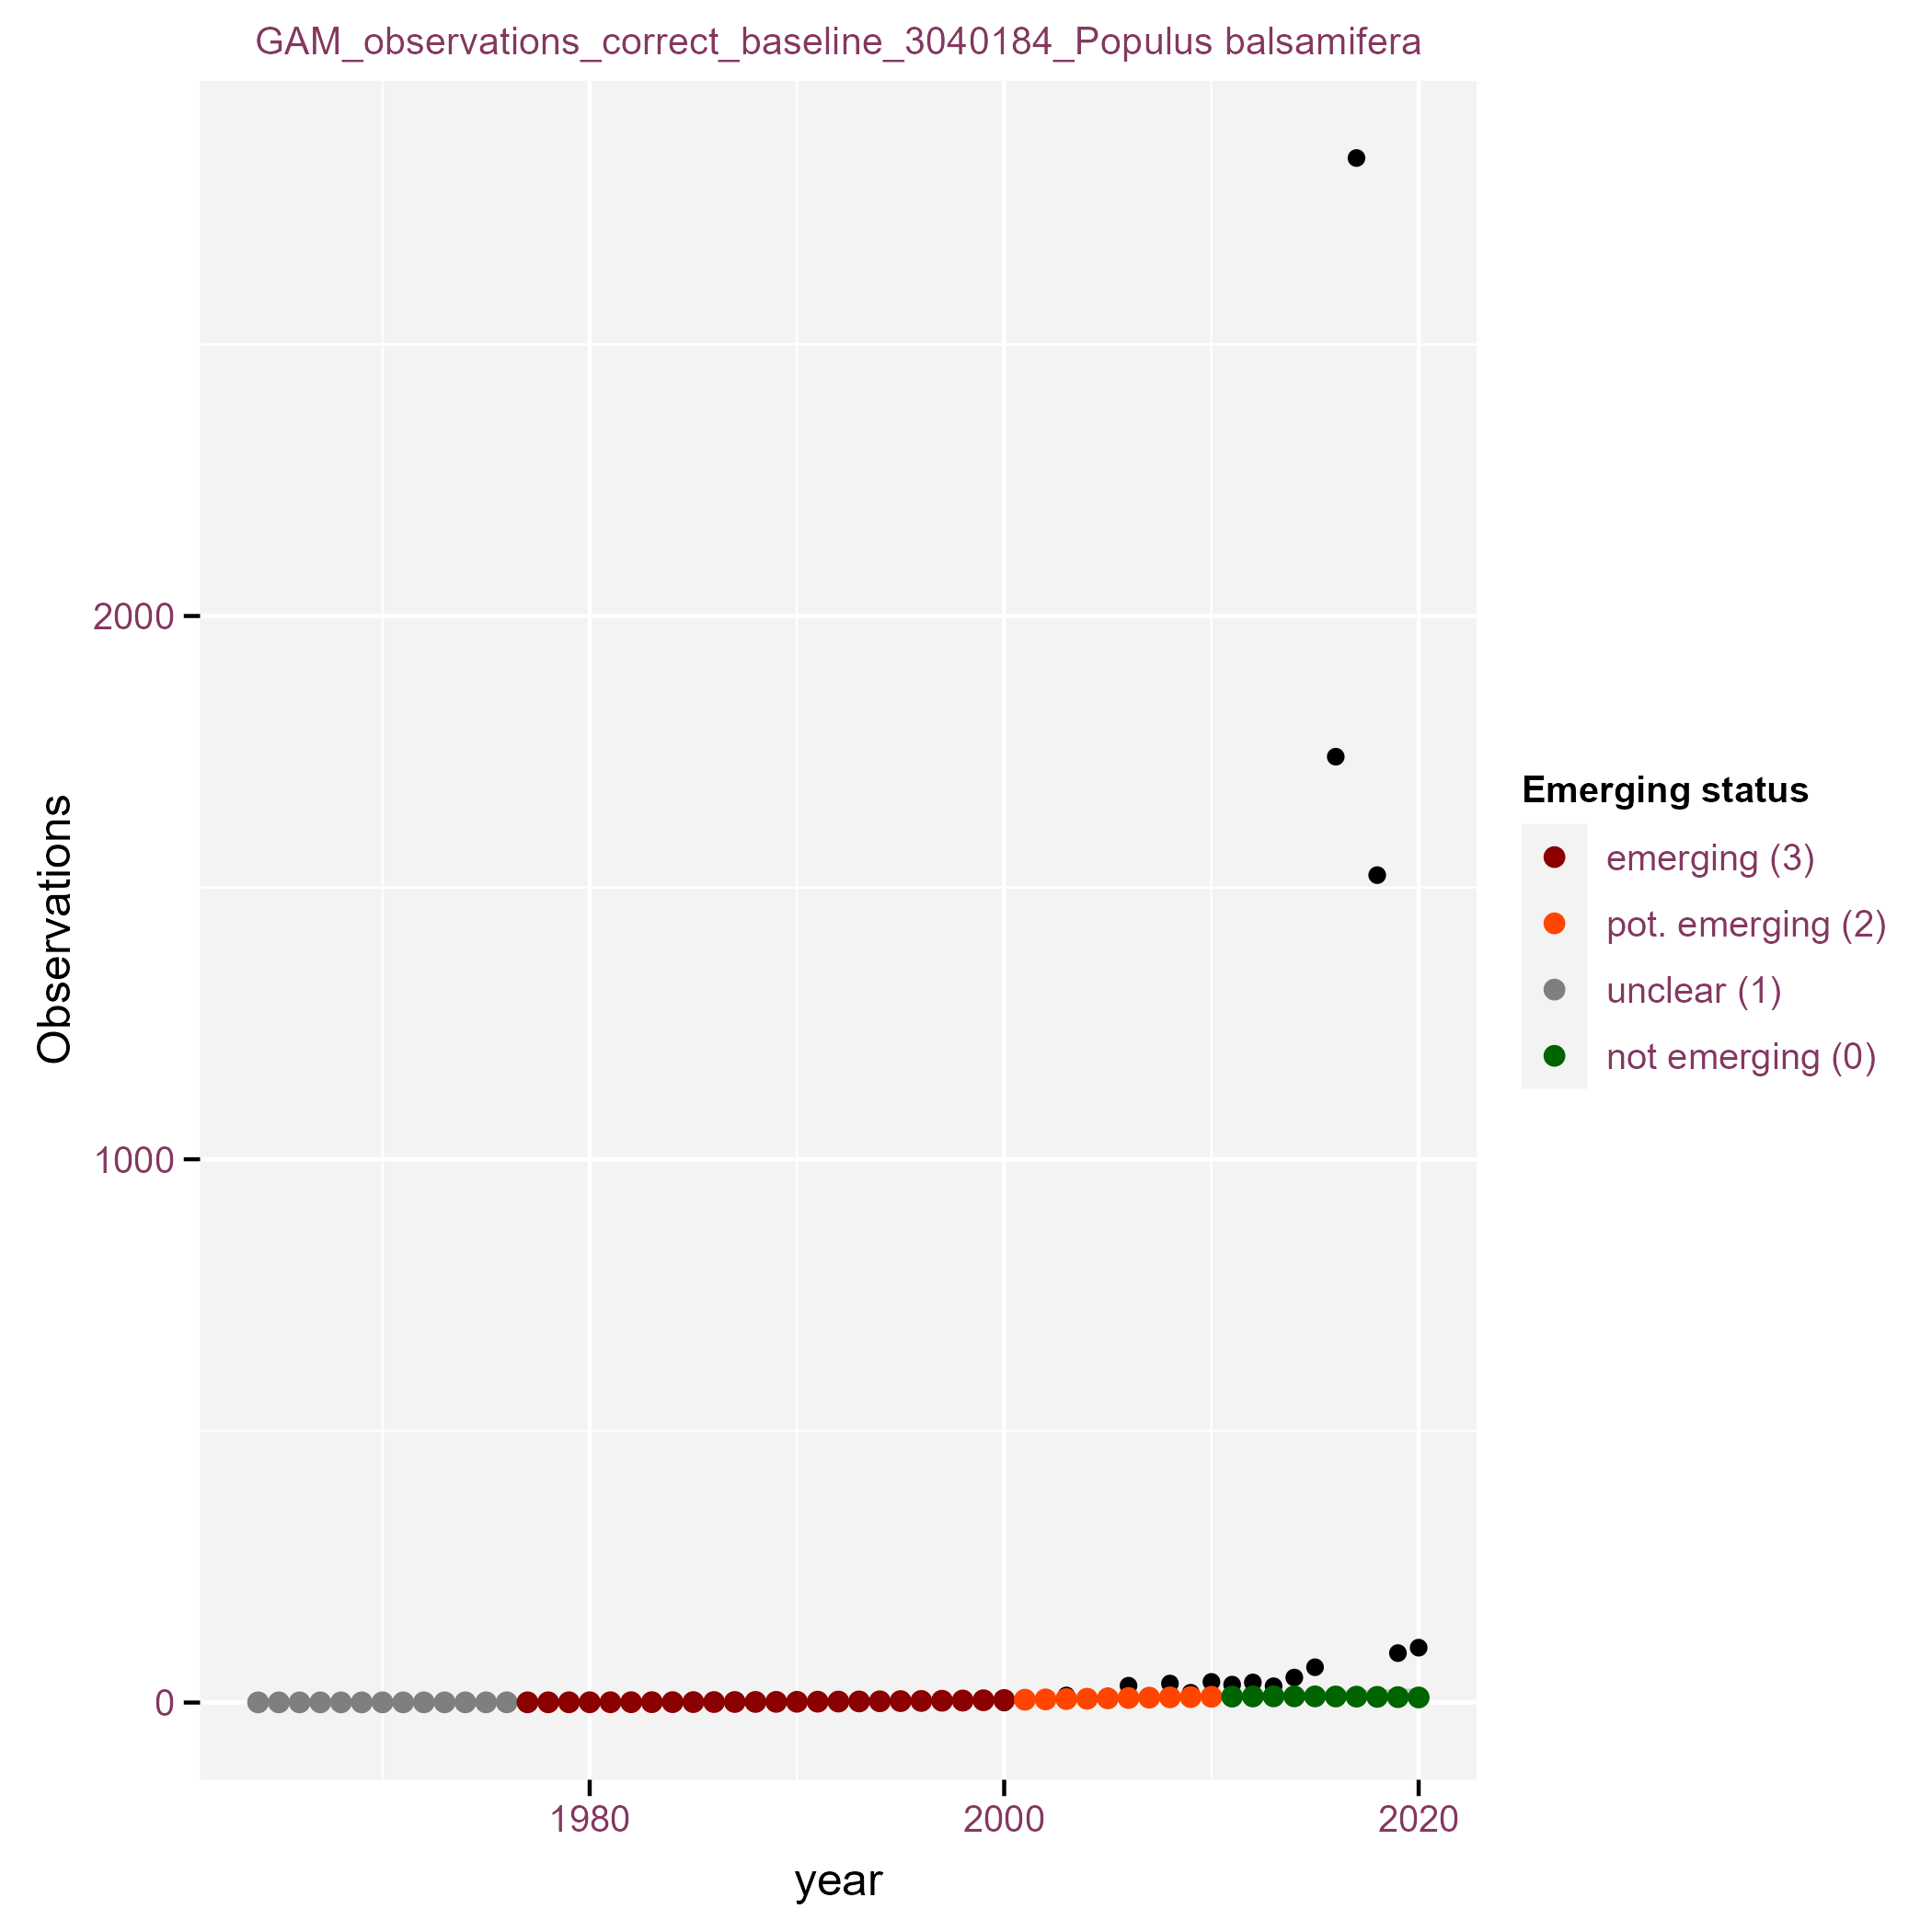 GAM_observations_correct_baseline_3040184_Populus balsamifera
Observations
2000
1000
0
1980
2000
2020
year
Emerging status
emerging (3)
pot. emerging (2)
unclear (1)
not emerging (0)